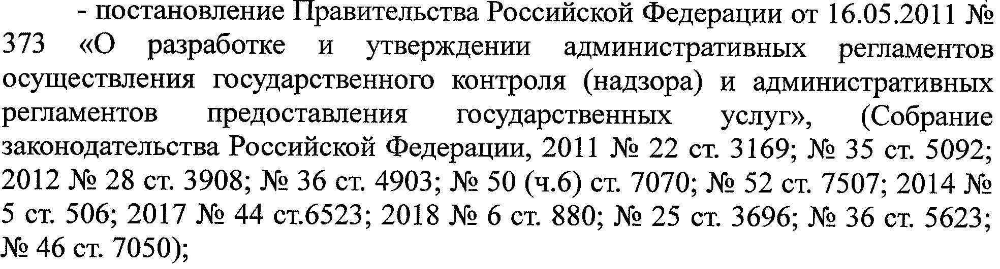 - постановление Правительства Российской Федерации от 16.05.2011 №
373 «О разработке и утверждении административных регламентов
осуществления государственного контроля (надзора) и административных
регламентов предоставления государственных услуг», (Собрание
законодательства Российской Федерации, 2011 № 22 ст. 3169; № 35 ст. 5092;
2012 № 28 ст. 3908; № 36 ст. 4903; № 50 (ч.6) ст. 7070; № 52 ст. 7507; 2014 №
5 ст. 506; 2017 № 44 ст.6523; 2018 № 6 ст. 880; № 25 ст. 3696; № 36 ст. 5623;
№ 46 ст. 7050);